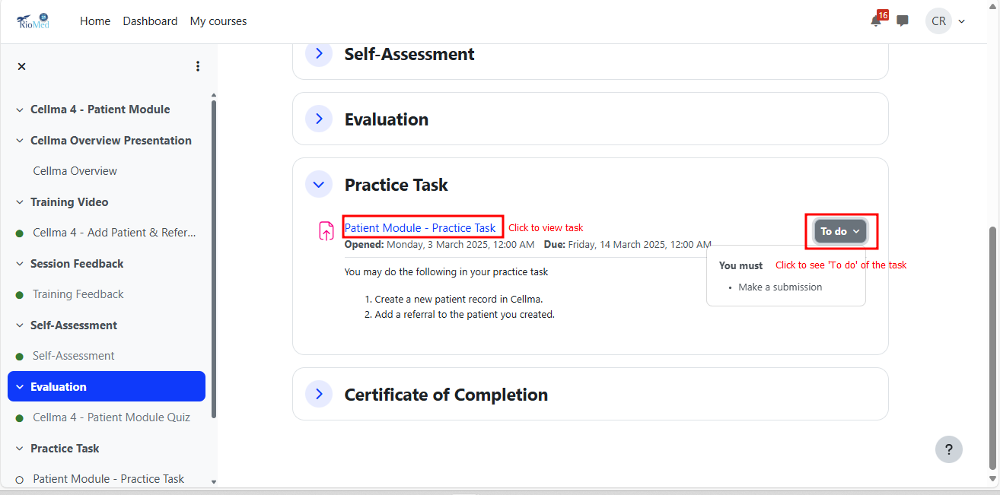 RioMed
Home Dashboard My courses
16
CR
Cellma 4 - Patient Module
Cellma Overview Presentation
Cellma Overview
Training Video
Cellma 4 - Add Patient & Refer...
Session Feedback
Training Feedback
Self-Assessment
Self-Assessment
Evaluation
Cellma 4 - Patient Module Quiz
Practice Task
Patient Module - Practice Task
Self-Assessment
Evaluation
Practice Task
Patient Module - Practice Task Click to view task
Opened: Monday, 3 March 2025, 12:00 AM Due: Friday, 14 March 2025, 12:00 AM
To do
You must Click to see 'To do' of the task
• Make a submission
You may do the following in your practice task
1. Create a new patient record in Cellma.
2. Add a referral to the patient you created.
Certificate of Completion
?